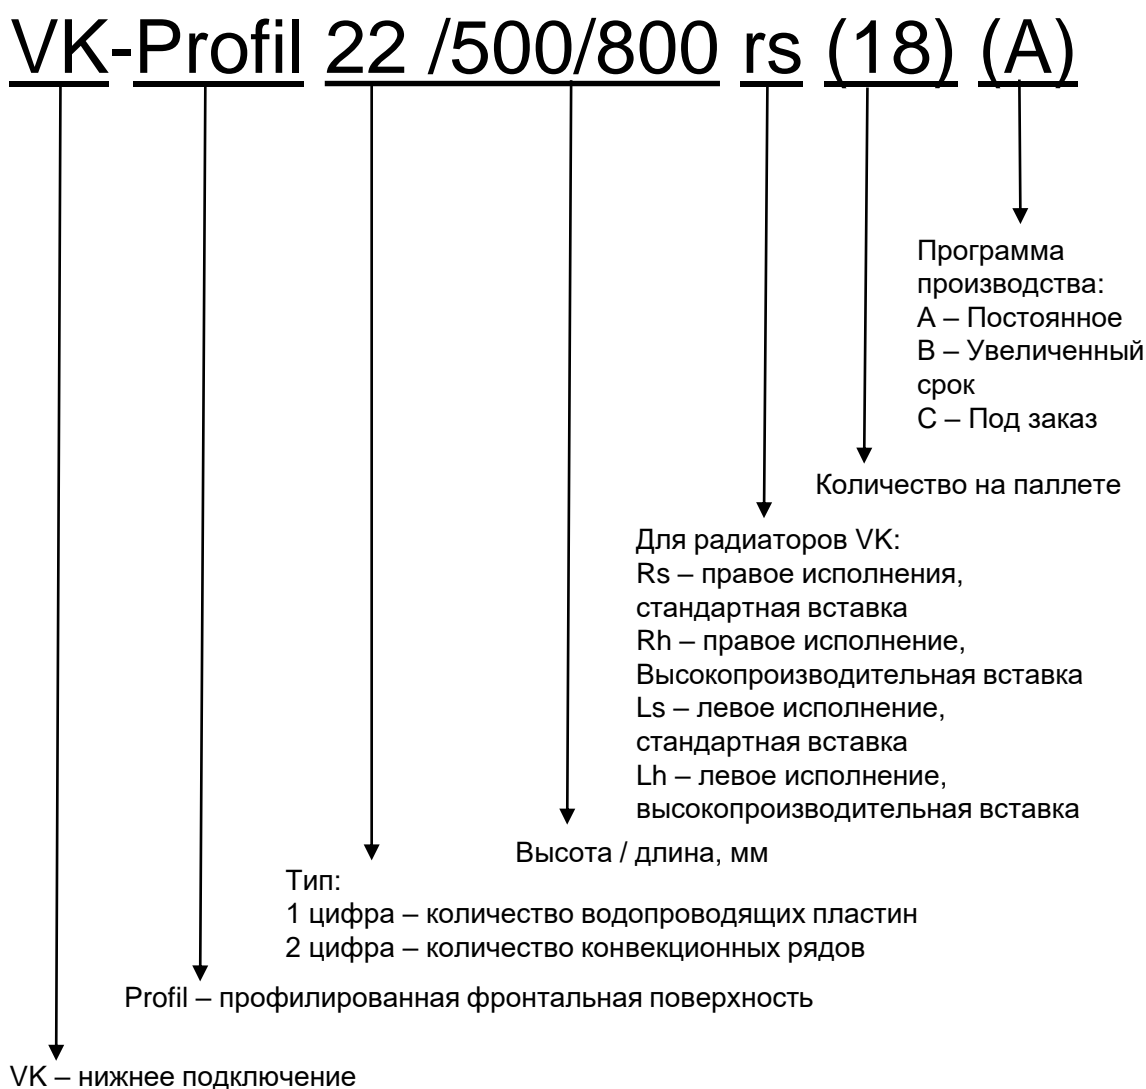 VK-Profil 22 /500/800 rs (18) (A)
Программа
производства:
A – Постоянное
B – Увеличенный
срок
C – Под заказ
Количество на паллете
Для радиаторов VK:
Rs – правое исполнения,
стандартная вставка
Rh – правое исполнение,
Высокопроизводительная вставка
Ls – левое исполнение,
стандартная вставка
Lh – левое исполнение,
высокопроизводительная вставка
Высота / длина, мм
Тип:
1 цифра – количество водопроводящих пластин
2 цифра – количество конвекционных рядов
Profil – профилированная фронтальная поверхность
VK – нижнее подключение